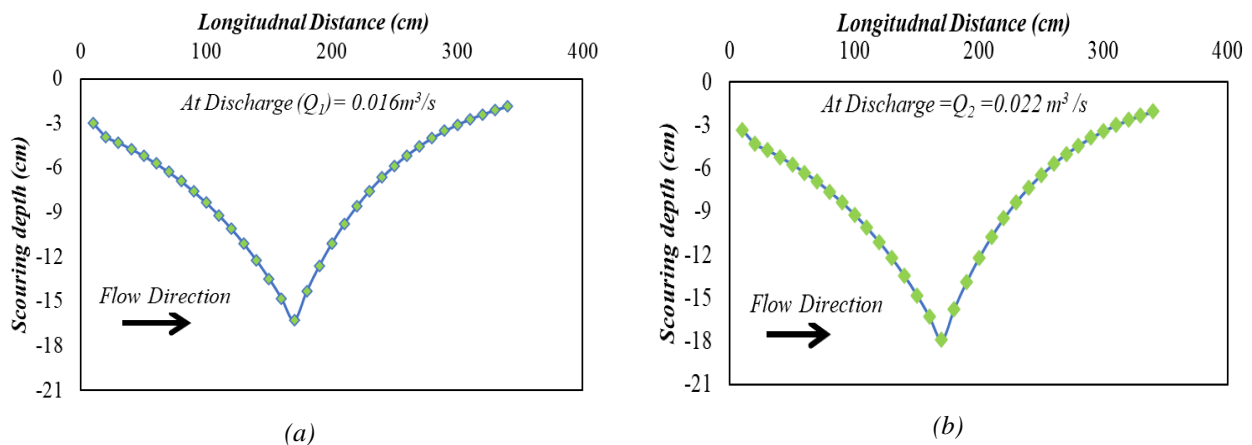 Longitudnal Distance (cm)
0 100 200 300 400
0
-3
-6
-9
-12
-15
-18
-21
Scouring depth (cm)
At Discharge (Q₁) = 0.016m³/s
Flow Direction
(a)
Longitudnal Distance (cm)
0 100 200 300 400
0
-3
-6
-9
-12
-15
-18
-21
Scouring depth (cm)
At Discharge =Q₂ =0.022 m³ /s
Flow Direction
(b)